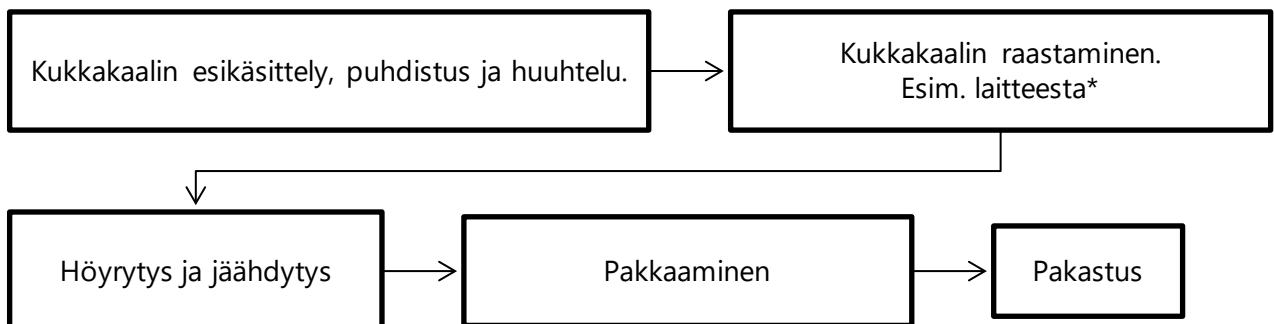 Kukkakaalin esikäsittely, puhdistus ja huuhtelu.
Kukkakaalin raastaminen.
Esim. laitteesta*
Höyrytys ja jäähdytys
Pakkaaminen
Pakastus